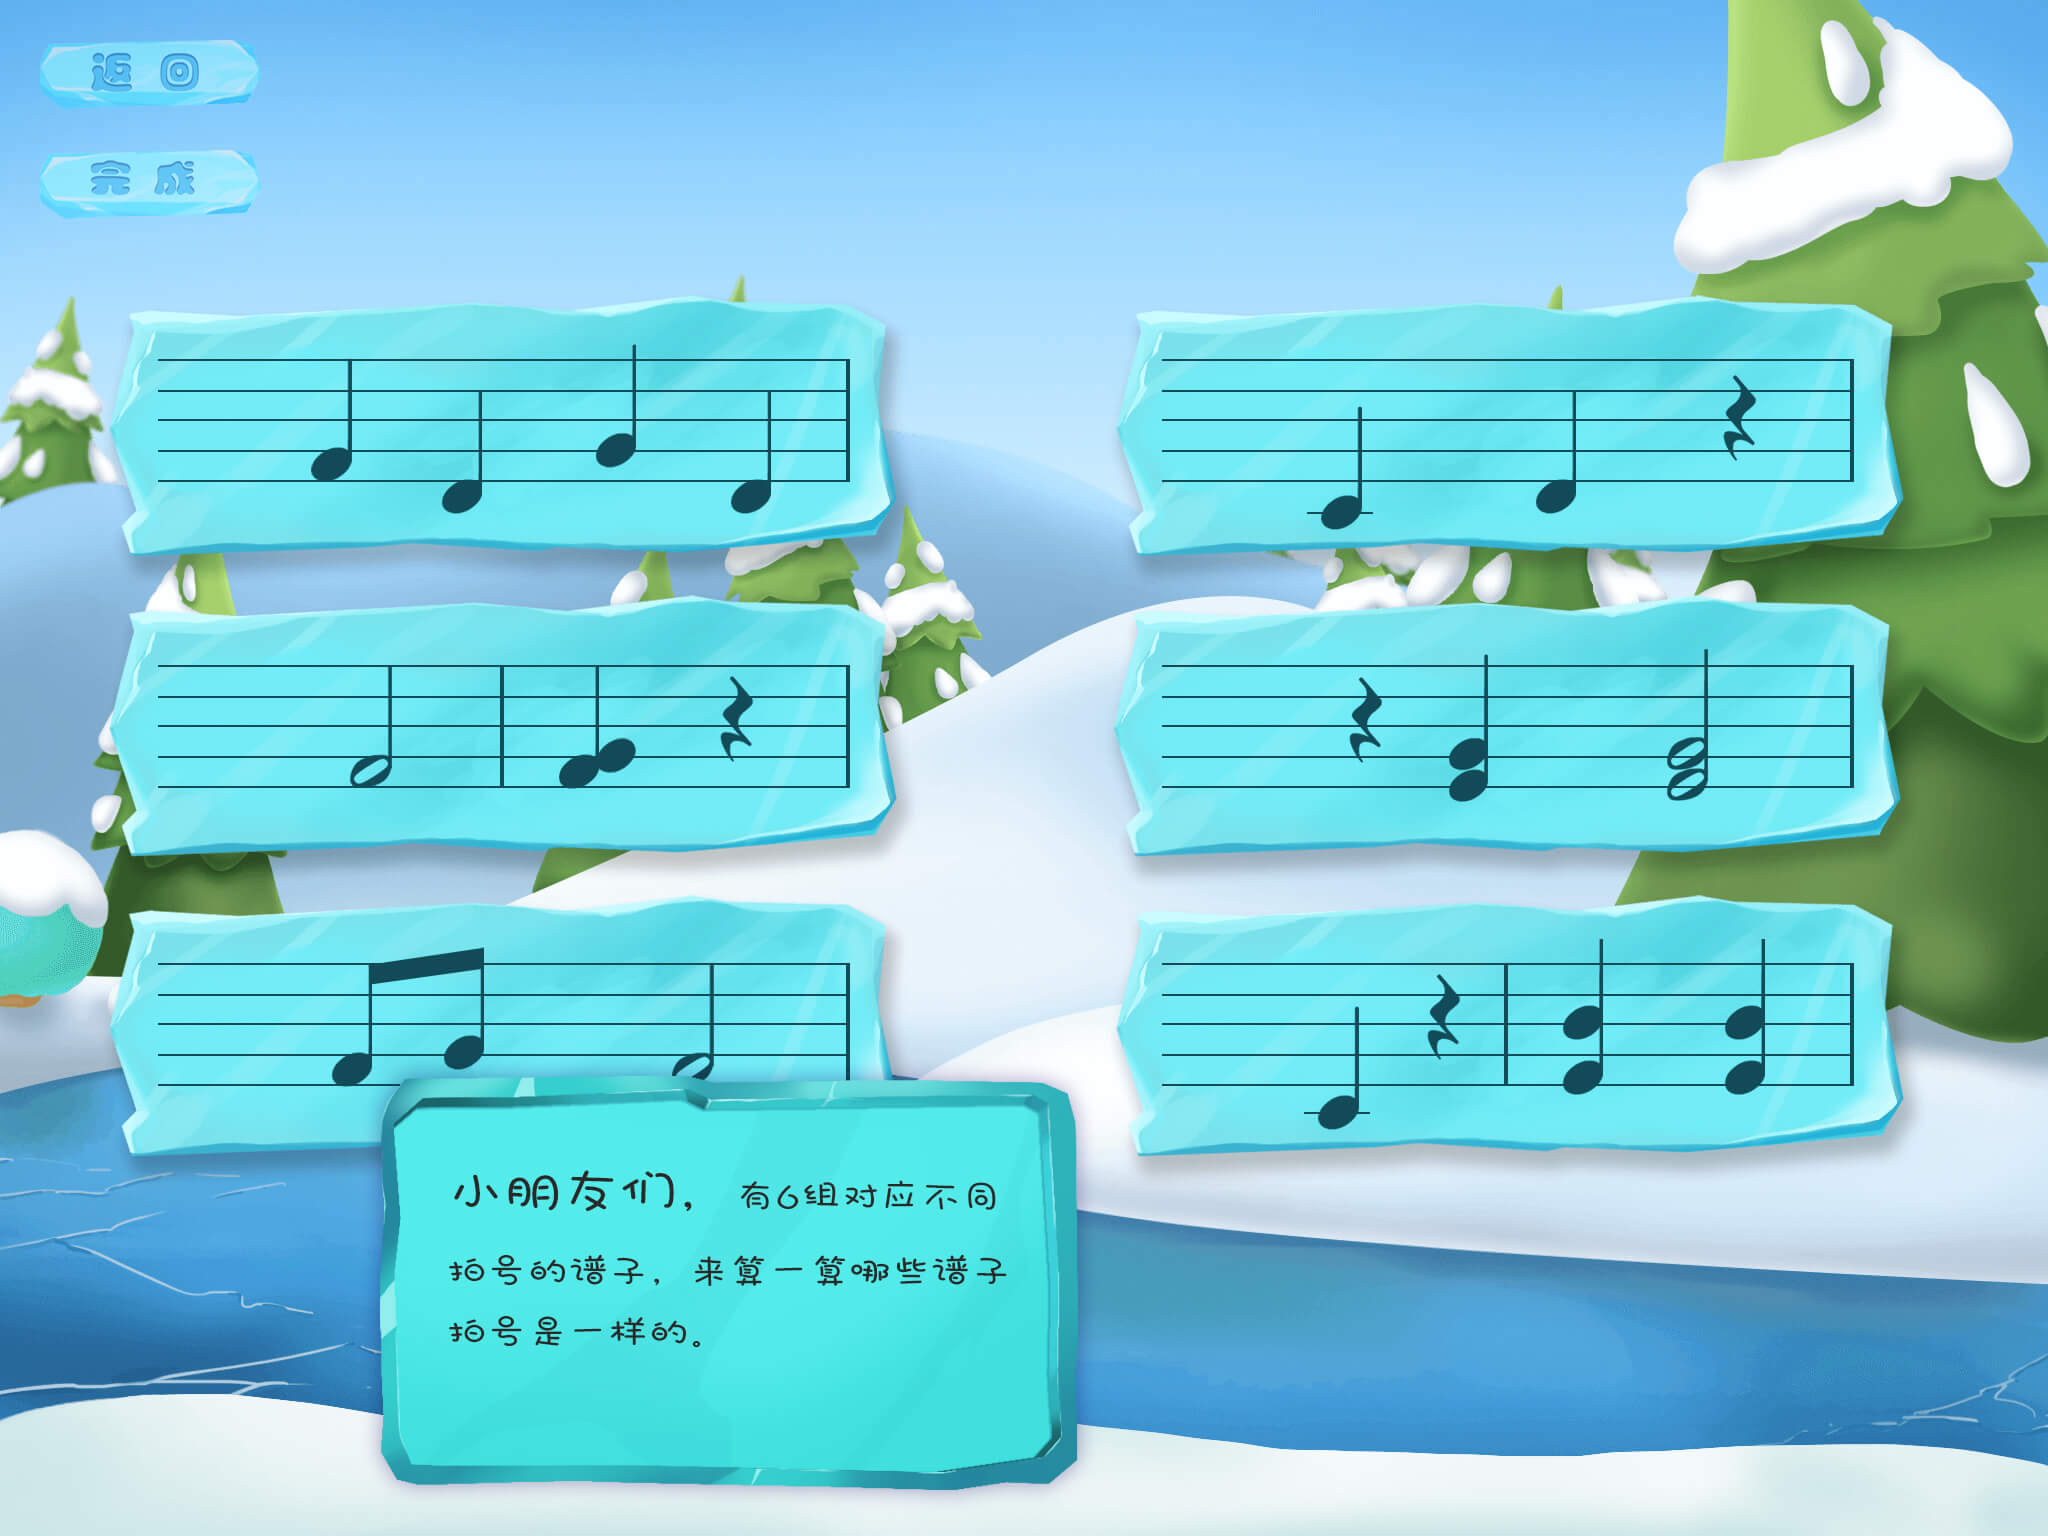 返回
完成
小朋友们，有6组对应不同
拍号的谱子，来算一算哪些谱子
拍号是一样的。